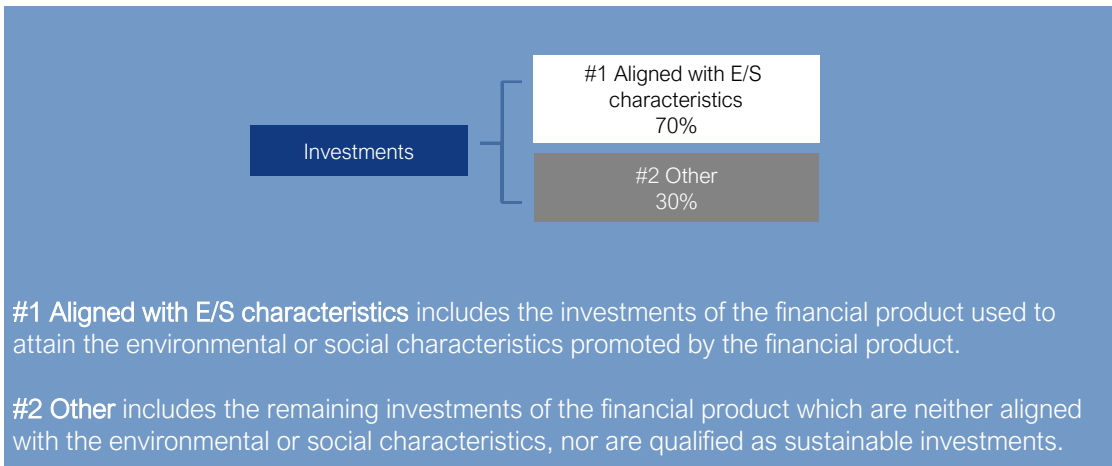 #1 Aligned with E/S
characteristics
70%
Investments
#2 Other
30%
#1 Aligned with E/S characteristics includes the investments of the financial product used to
attain the environmental or social characteristics promoted by the financial product.
#2 Other includes the remaining investments of the financial product which are neither aligned
with the environmental or social characteristics, nor are qualified as sustainable investments.